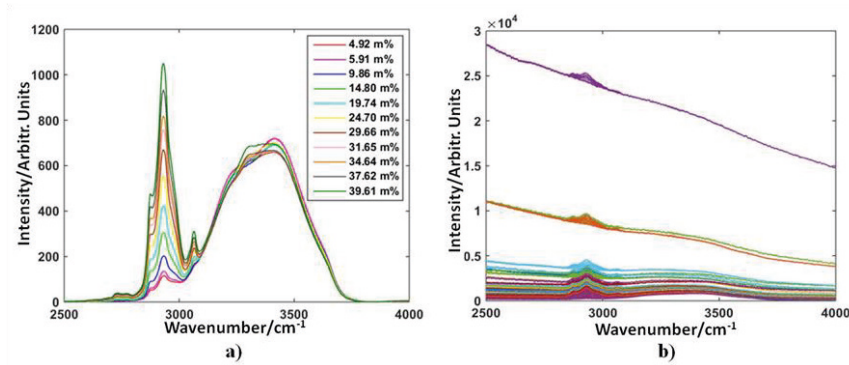 1200
1000
800
600
400
200
0
Intensity/Arbitr. Units
4.92 m%
5.91 m%
9.86 m%
14.80 m%
19.74 m%
24.70 m%
29.66 m%
31.65 m%
34.64 m%
37.62 m%
39.61 m%
2500 3000 3500 4000
Wavenumber/cm⁻¹
a)
×10⁴
3
2.5
2
1.5
1
0.5
0
Intensity/Arbitr. Units
2500 3000 3500 4000
Wavenumber/cm⁻¹
b)